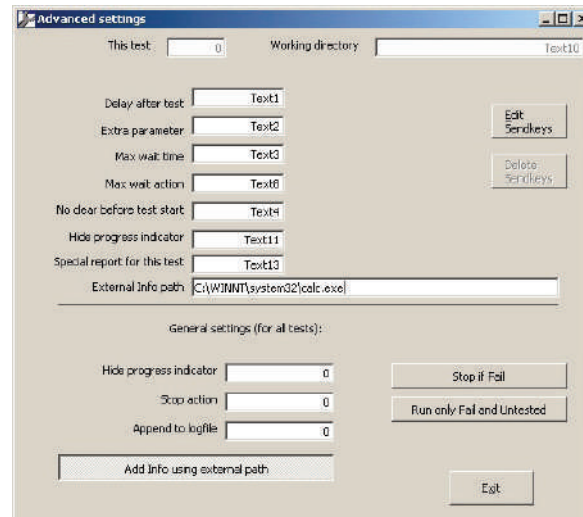 Advanced settings
This test 0 Working directory Text10
Delay after test Text1
Extra parameter Text2
Max wait time Text3
Max wait action Text6
No clear before test start Text4
Hide progress indicator Text11
Special report for this test Text13
External Info path C:\WINNT\system32\calc.exe
Edit Sendkeys
Delete Sendkeys
General settings (for all tests):
Hide progress indicator 0
Stop action 0
Append to logfile 0
Stop if Fail
Run only Fail and Untested
Add Info using external path
Exit